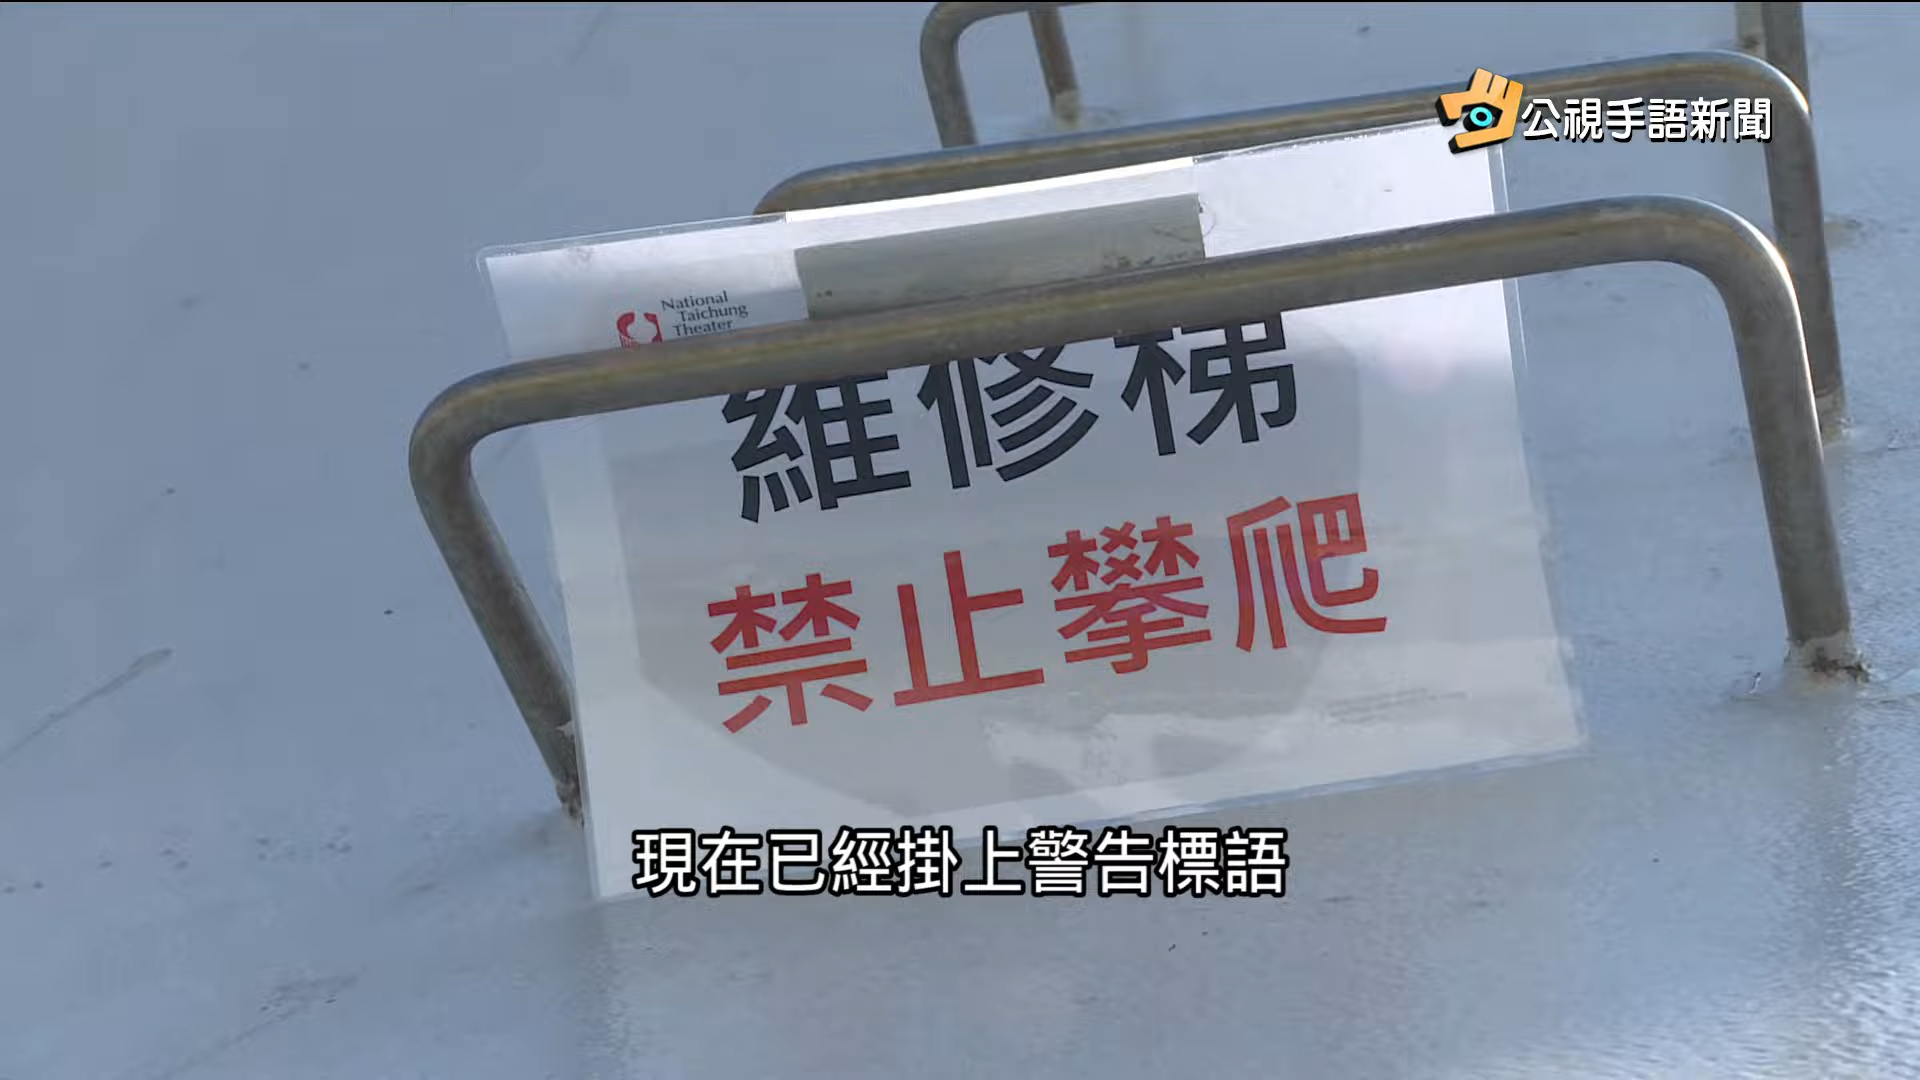 公視手語新聞
National
Taichung
Theater
維修梯
禁止攀爬
現在已經掛上警告標語